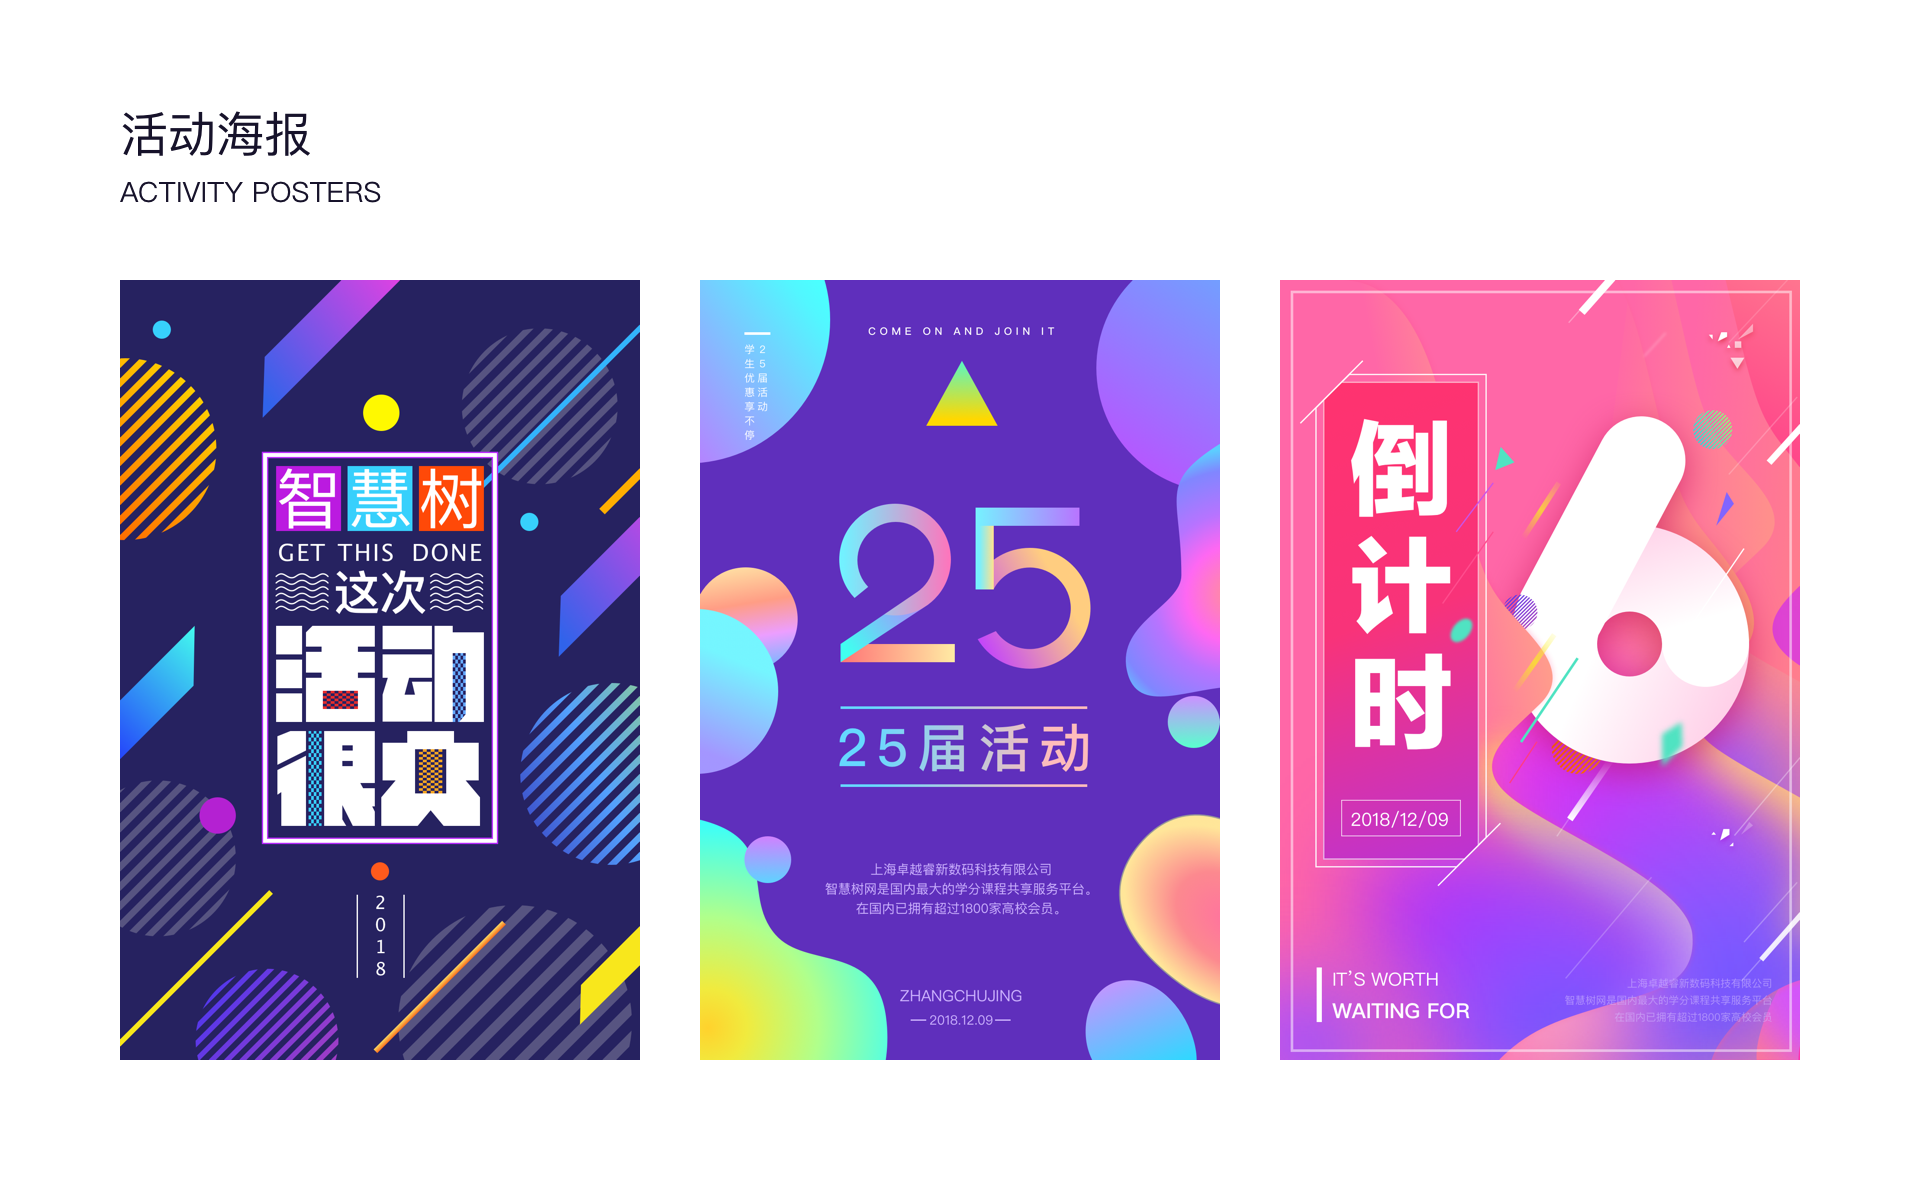 活动海报
ACTIVITY POSTERS
智慧树
GET THIS DONE
这次
活动
很众
2018
25届活动
学生优惠享不停
COME ON AND JOIN IT
25
25届活动
上海卓越睿新数码科技有限公司
智慧树网是国内最大的学分课程共享服务平台。
在国内已拥有超过1800家高校会员。
ZHANGCHUJING
2018.12.09
倒计时
6
2018/12/09
IT'S WORTH
WAITING FOR
上海卓越睿新数码科技有限公司
智慧树网是国内最大的学分课程共享服务平台
在国内已拥有超过1800家高校会员